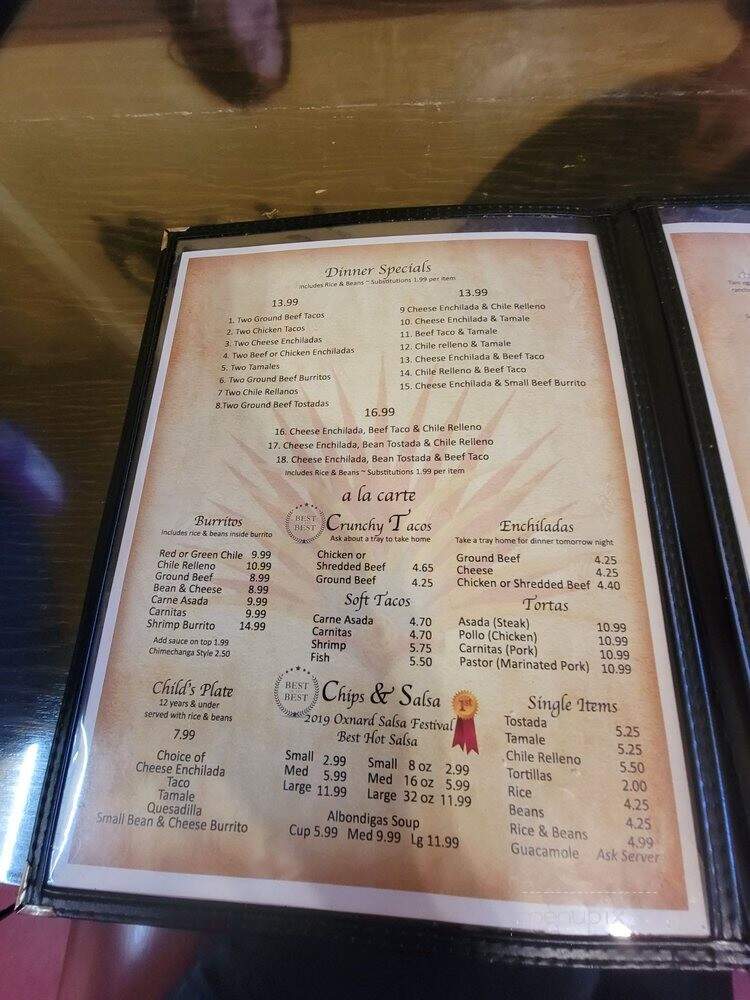 Dinner Specials
Includes Rice & Beans ~ Substitutions 1.99 per item
13.99
1. Two Ground Beef Tacos
2. Two Chicken Tacos
3. Two Cheese Enchiladas
4. Two Beef or Chicken Enchiladas
5. Two Tamales
6. Two Ground Beef Burritos
7 Two Chile Rellanos
8.Two Ground Beef Tostadas
13.99
9 Cheese Enchilada & Chile Relleno
10. Cheese Enchilada & Tamale
11. Beef Taco & Tamale
12. Chile relleno & Tamale
13. Cheese Enchilada & Beef Taco
14. Chile Relleno & Beef Taco
15. Cheese Enchilada & Small Beef Burrito
16.99
16. Cheese Enchilada, Beef Taco & Chile Relleno
17. Cheese Enchilada, Bean Tostada & Chile Relleno
18. Cheese Enchilada, Bean Tostada & Beef Taco
Includes Rice & Beans ~ Substitutions 1.99 per item
a la carte
Burritos
Includes rice & beans inside burrito
Red or Green Chile 9.99
Chile Relleno 10.99
Ground Beef 8.99
Bean & Cheese 8.99
Carne Asada 9.99
Carnitas 9.99
Shrimp Burrito 14.99
Add sauce on top 1.99
Chimechanga Style 2.50
BEST
BEST
Crunchy Tacos
Ask about a tray to take home
Chicken or
Shredded Beef 4.65
Ground Beef 4.25
Soft Tacos
Carne Asada 4.70
Carnitas 4.70
Shrimp 5.75
Fish 5.50
Enchiladas
Take a tray home for dinner tomorrow night
Ground Beef 4.25
Cheese 4.25
Chicken or Shredded Beef 4.40
Tortas
Asada (Steak) 10.99
Pollo (Chicken) 10.99
Carnitas (Pork) 10.99
Pastor (Marinated Pork) 10.99
Child's Plate
12 years & under
served with rice & beans
7.99
Choice of
Cheese Enchilada
Taco
Tamale
Quesadilla
Small Bean & Cheese Burrito
BEST
BEST
Chips & Salsa
1st
2019 Oxnard Salsa Festival
Best Hot Salsa
Small 2.99
Med 5.99
Large 11.99
Small 8 oz 2.99
Med 16 oz 5.99
Large 32 oz 11.99
Albondigas Soup
Cup 5.99 Med 9.99 Lg 11.99
Single Items
Tostada 5.25
Tamale 5.25
Chile Relleno 5.50
Tortillas 2.00
Rice 4.25
Beans 4.25
Rice & Beans 4.99
Guacamole Ask Server
menupix